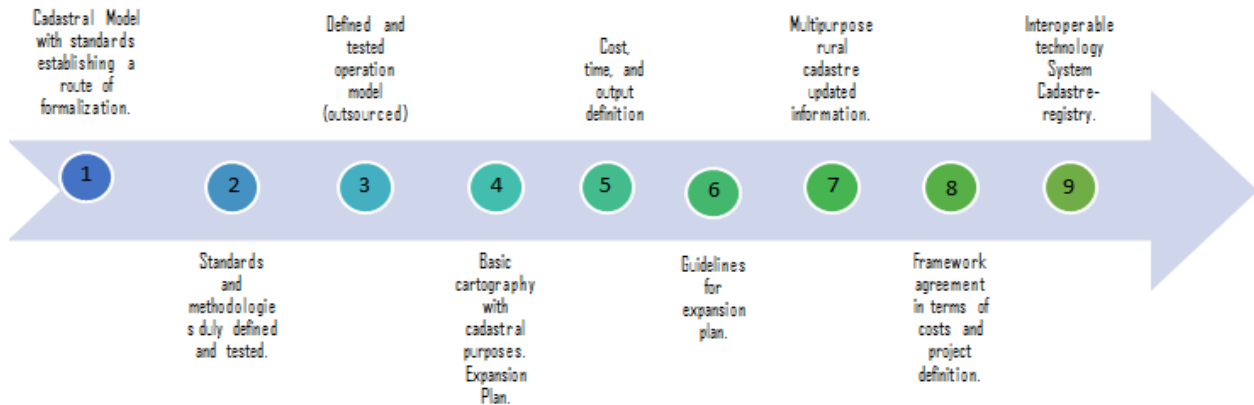 Cadastral Model
with standards
establishing a
route of
formalization.
1
Standards
and
methodologie
s duly defined
and tested.
2
Defined and
tested
operation
model
(outsourced)
3
Basic
cartography
with
cadastral
purposes.
Expansion
Plan.
4
Cost,
time, and
output
definition
5
Guidelines
for
expansion
plan.
6
Multipurpose
rural
cadastre
updated
information.
7
Framework
agreement
in terms of
costs and
project
definition.
8
Interoperable
technology
System
Cadastre-
registry.
9